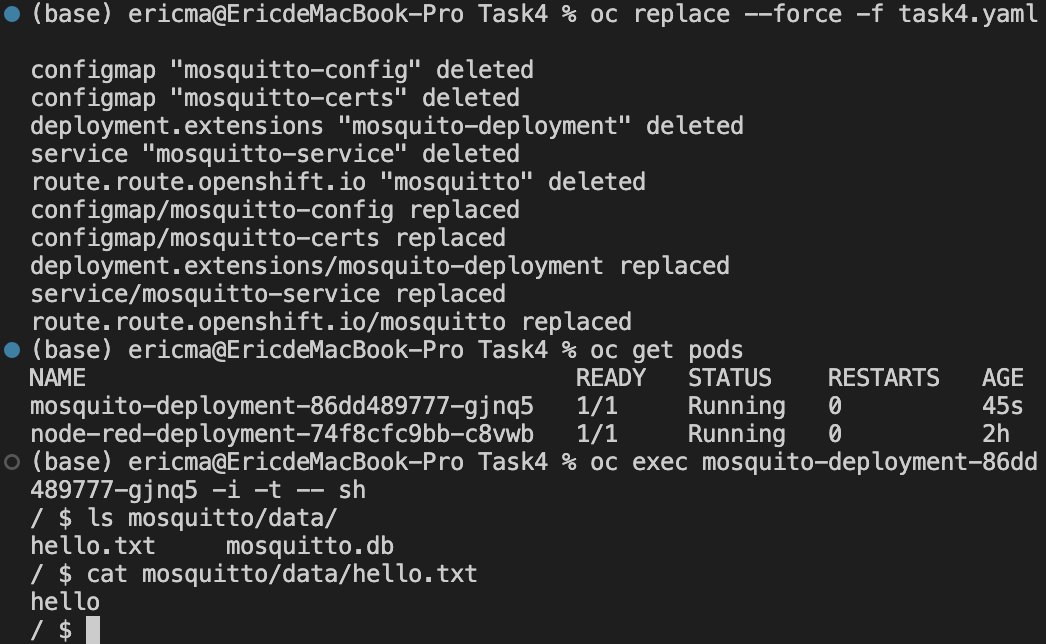 (base) ericma@EricdeMacBook-Pro Task4 % oc replace --force -f task4.yaml
configmap "mosquitto-config" deleted
configmap "mosquitto-certs" deleted
deployment.extensions "mosquito-deployment" deleted
service "mosquitto-service" deleted
route.route.openshift.io "mosquitto" deleted
configmap/mosquitto-config replaced
configmap/mosquitto-certs replaced
deployment.extensions/mosquito-deployment replaced
service/mosquitto-service replaced
route.route.openshift.io/mosquitto replaced
(base) ericma@EricdeMacBook-Pro Task4 % oc get pods
NAME READY STATUS RESTARTS AGE
mosquito-deployment-86dd489777-gjnq5 1/1 Running 0 45s
node-red-deployment-74f8cfc9bb-c8vwb 1/1 Running 0 2h
(base) ericma@EricdeMacBook-Pro Task4 % oc exec mosquito-deployment-86dd
489777-gjnq5 -i -t -- sh
/ $ ls mosquitto/data/
hello.txt mosquitto.db
/ $ cat mosquitto/data/hello.txt
hello
/ $